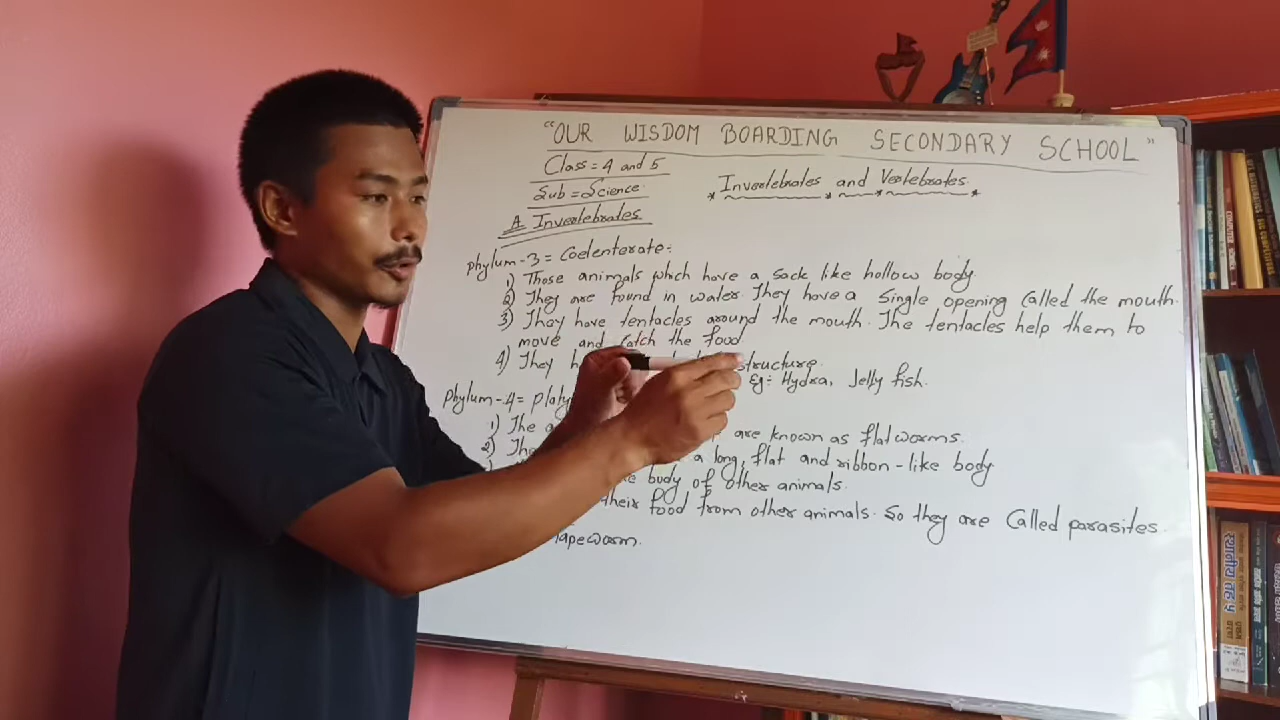 "OUR WISDOM BOARDING SECONDARY SCHOOL"
Class = 4 and 5
Sub = Science
Invertebrates and Vertebrates
A Invertebrates
phylum-3 = Coelenterate:
1) Those animals which have a sack like hollow body.
2) They are found in water. They have a single opening called the mouth.
3) They have tentacles around the mouth. The tentacles help them to
move and catch the food
4) They structure.
Eg:- Hydra, Jelly fish.
phylum-4 =
1) The are known as flatworms.
2) a long, flat and ribbon-like body
body of other animals.
their food from other animals. So they are called parasites.
Tapeworm.